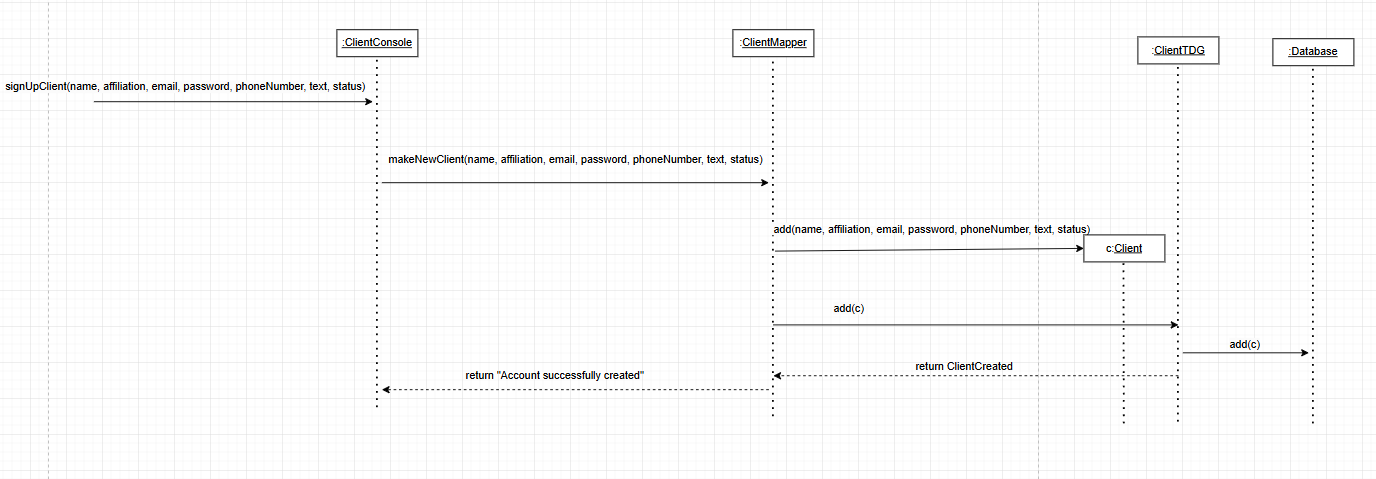 :ClientConsole
:ClientMapper
:ClientTDG
:Database
signUpClient(name, affiliation, email, password, phoneNumber, text, status)
makeNewClient(name, affiliation, email, password, phoneNumber, text, status)
add(name, affiliation, email, password, phoneNumber, text, status)
c:Client
add(c)
add(c)
return ClientCreated
return "Account successfully created"